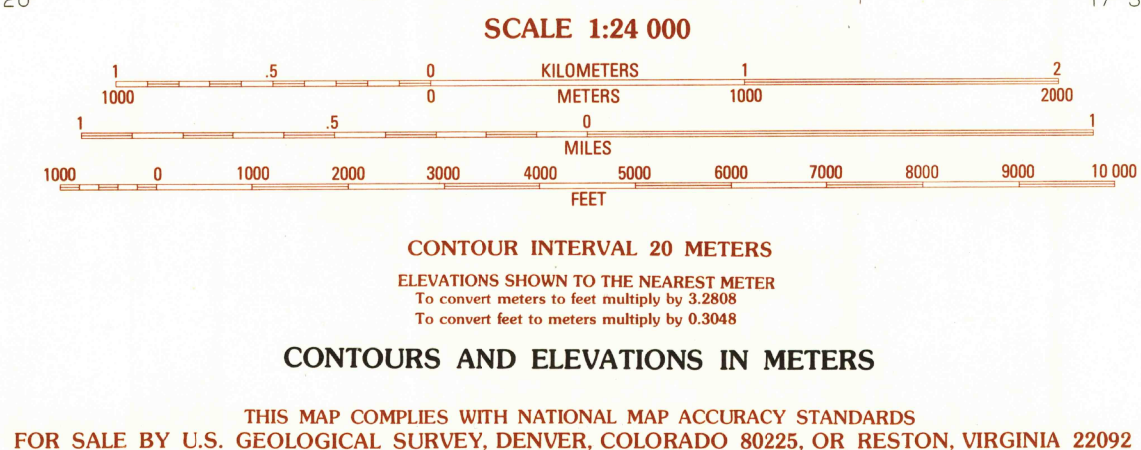 SCALE 1:24 000
1 .5 0 KILOMETERS 1 2
1000 0 METERS 1000 2000
1 .5 0 1
MILES
1000 0 1000 2000 3000 4000 5000 6000 7000 8000 9000 10 000
FEET
CONTOUR INTERVAL 20 METERS
ELEVATIONS SHOWN TO THE NEAREST METER
To convert meters to feet multiply by 3.2808
To convert feet to meters multiply by 0.3048
CONTOURS AND ELEVATIONS IN METERS
THIS MAP COMPLIES WITH NATIONAL MAP ACCURACY STANDARDS
FOR SALE BY U.S. GEOLOGICAL SURVEY, DENVER, COLORADO 80225, OR RESTON, VIRGINIA 22092